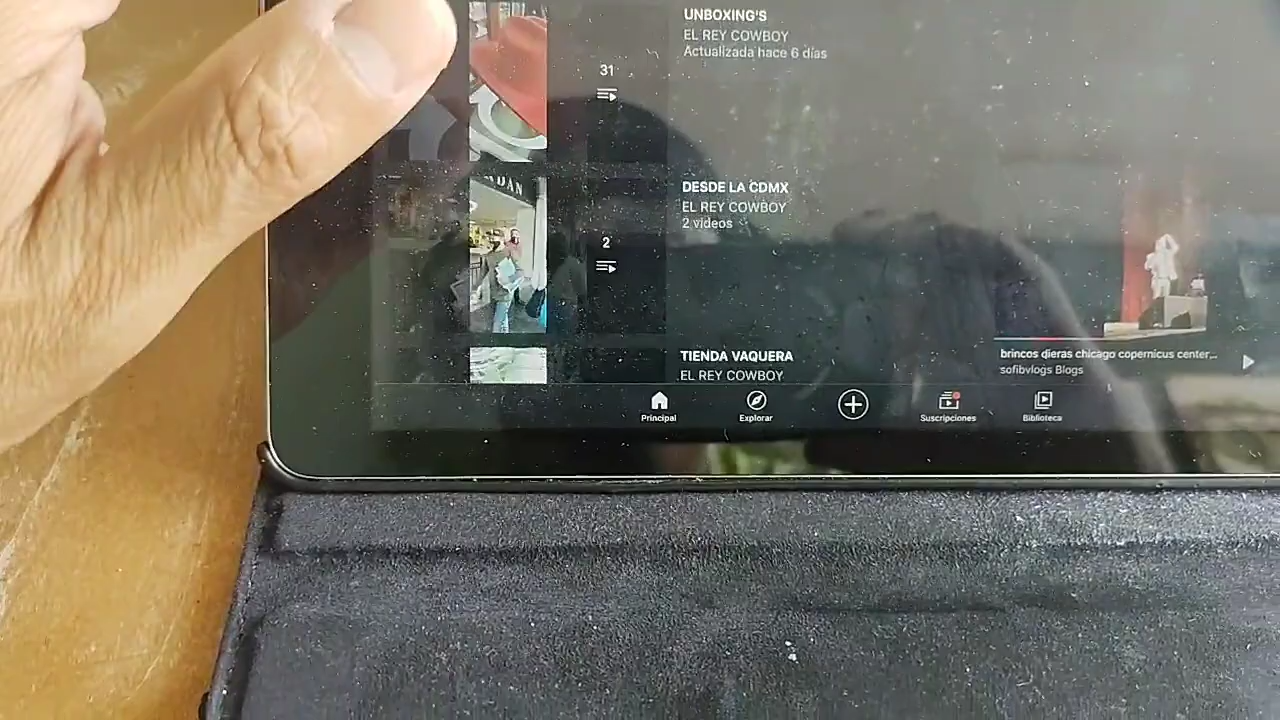 UNBOXING'S
EL REY COWBOY
Actualizada hace 6 días
31
DESDE LA CDMX
EL REY COWBOY
2 videos
2
TIENDA VAQUERA
EL REY COWBOY
brincos dieras chicago copernicus center...
sofibvlogs Blogs
Principal
Explorar
Suscripciones
Biblioteca